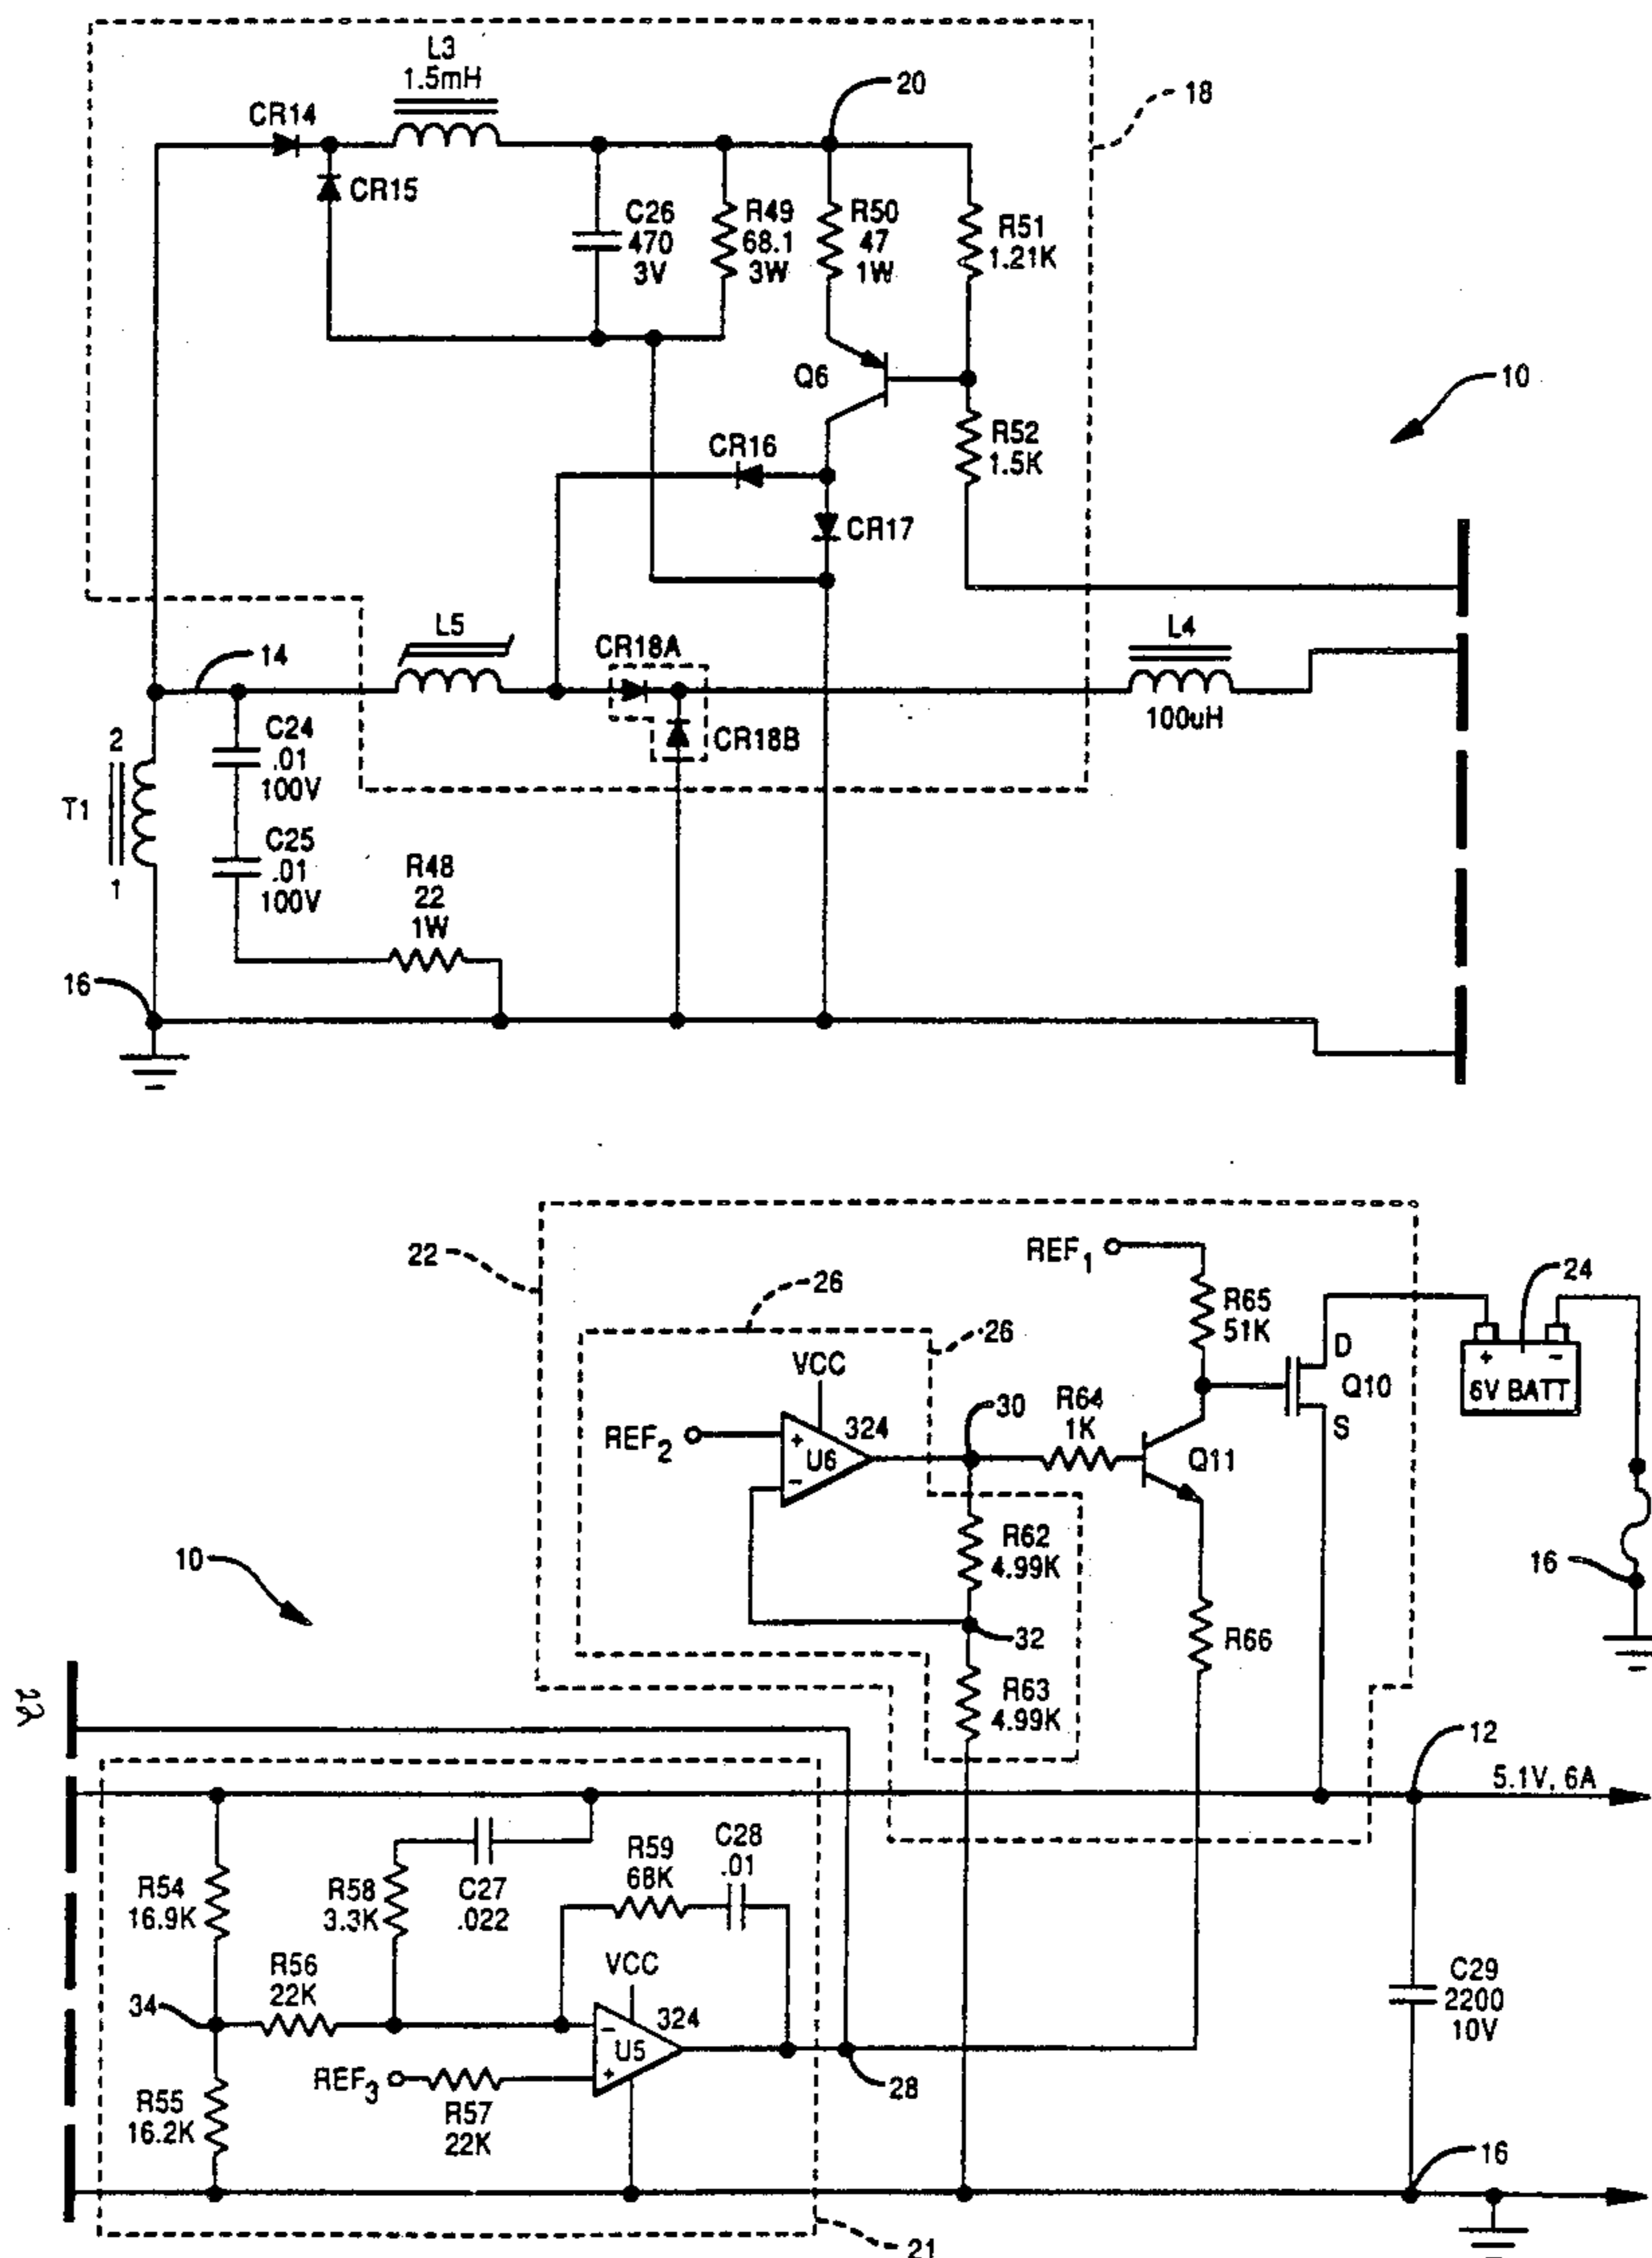 L3
1.5mH
20
18
CR14
CR15
C26
470
3V
R49
68.1
3W
R50
47
1W
R51
1.21K
Q6
10
CR16
R52
1.5K
CR17
L5
CR18A
L4
14
100uH
CR18B
2
C24
.01
100V
T1
C25
.01
100V
1
R48
22
1W
16
22
REF1
24
26
26
R65
51K
VCC
D
+ -
6V BATT
Q10
30
R64
1K
S
REF2
+
324
U6
-
Q11
R62
4.99K
10
16
32
R66
R63
4.99K
22
12
5.1V, 6A
C28
.01
R59
68K
R54
16.9K
R58
3.3K
C27
.022
VCC
R56
22K
C29
2200
10V
34
-
324
U5
+
REF3
28
R55
16.2K
R57
22K
16
21